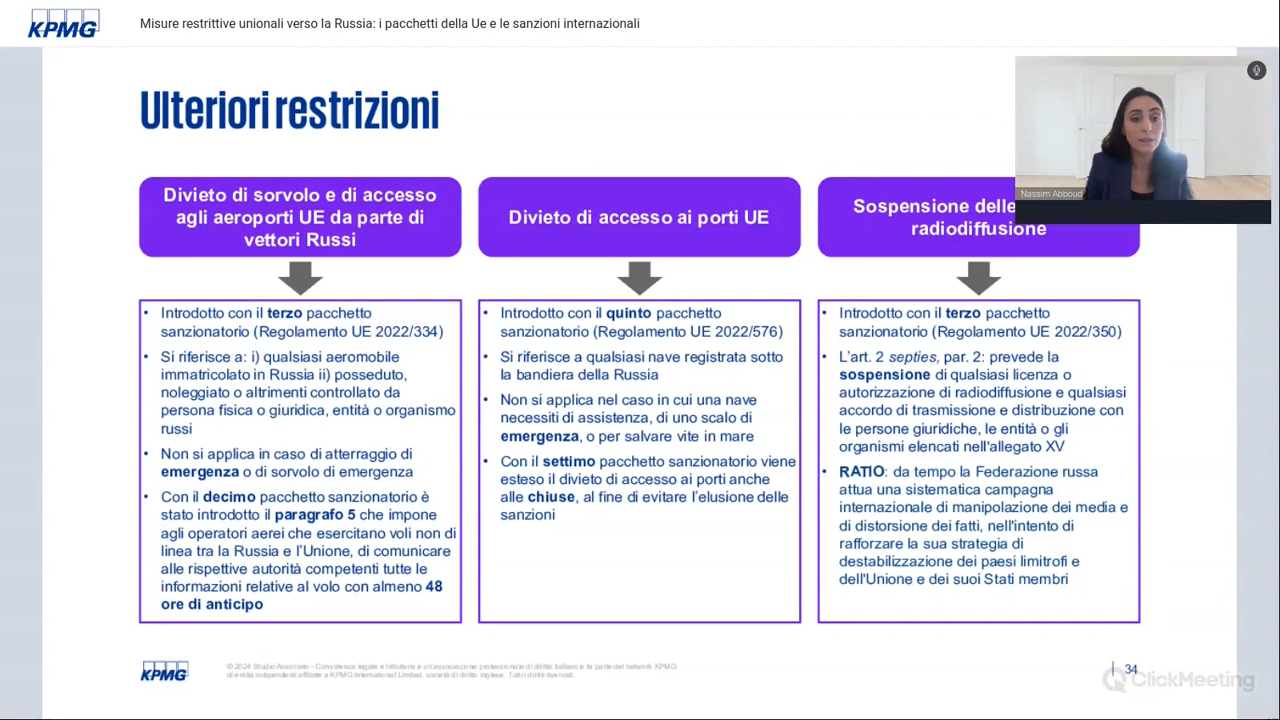 KPMG
Misure restrittive unionali verso la Russia: i pacchetti della Ue e le sanzioni internazionali
Ulteriori restrizioni
Nassim Abboud
Divieto di sorvolo e di accesso
agli aeroporti UE da parte di
vettori Russi
Divieto di accesso ai porti UE
Sospensione delle
radiodiffusione
• Introdotto con il terzo pacchetto
sanzionatorio (Regolamento UE 2022/334)
• Si riferisce a: i) qualsiasi aeromobile
immatricolato in Russia ii) posseduto,
noleggiato o altrimenti controllato da
persona fisica o giuridica, entità o organismo
russi
• Non si applica in caso di atterraggio di
emergenza o di sorvolo di emergenza
• Con il decimo pacchetto sanzionatorio è
stato introdotto il paragrafo 5 che impone
agli operatori aerei che esercitano voli non di
linea tra la Russia e l'Unione, di comunicare
alle rispettive autorità competenti tutte le
informazioni relative al volo con almeno 48
ore di anticipo
• Introdotto con il quinto pacchetto
sanzionatorio (Regolamento UE 2022/576)
• Si riferisce a qualsiasi nave registrata sotto
la bandiera della Russia
• Non si applica nel caso in cui una nave
necessiti di assistenza, di uno scalo di
emergenza, o per salvare vite in mare
• Con il settimo pacchetto sanzionatorio viene
esteso il divieto di accesso ai porti anche
alle chiuse, al fine di evitare l'elusione delle
sanzioni
• Introdotto con il terzo pacchetto
sanzionatorio (Regolamento UE 2022/350)
• L'art. 2 septies, par. 2: prevede la
sospensione di qualsiasi licenza o
autorizzazione di radiodiffusione e qualsiasi
accordo di trasmissione e distribuzione con
le persone giuridiche, le entità o gli
organismi elencati nell'allegato XV
• RATIO: da tempo la Federazione russa
attua una sistematica campagna
internazionale di manipolazione dei media e
di distorsione dei fatti, nell'intento di
rafforzare la sua strategia di
destabilizzazione dei paesi limitrofi e
dell'Unione e dei suoi Stati membri
KPMG
© 2024 Studio Associato - Consulenza legale e tributaria è un'associazione professionale di diritto italiano e fa parte del network KPMG
di entità indipendenti affiliate a KPMG International Limited, società di diritto inglese. Tutti i diritti riservati.
34
ClickMeeting